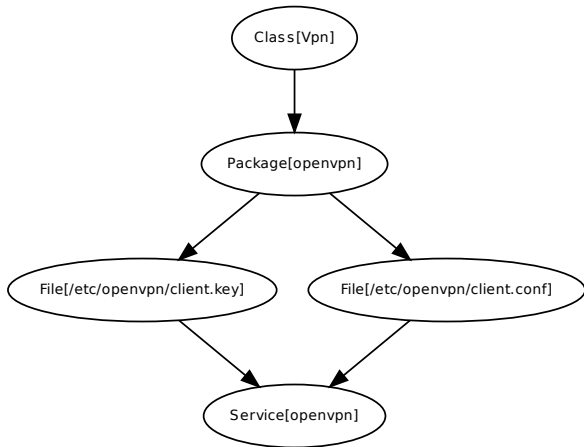 Class[Vpn]
Package[openvpn]
File[/etc/openvpn/client.key]
File[/etc/openvpn/client.conf]
Service[openvpn]